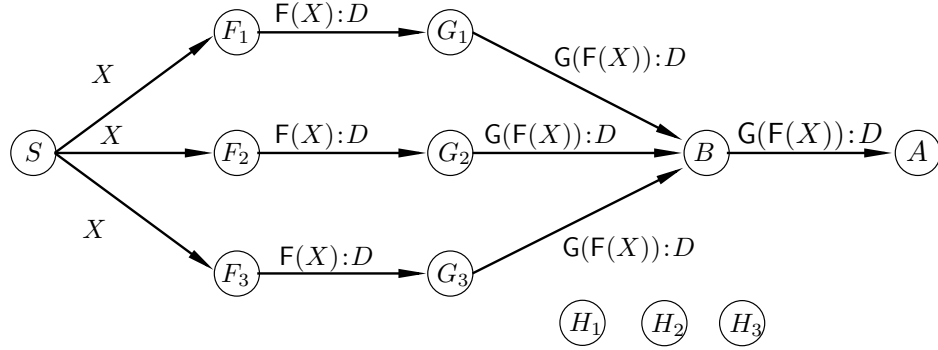 F₁ F(X):D G₁
X G(F(X)):D
S X F₂ F(X):D G₂ G(F(X)):D B G(F(X)):D A
X F₃ F(X):D G₃ G(F(X)):D
H₁ H₂ H₃